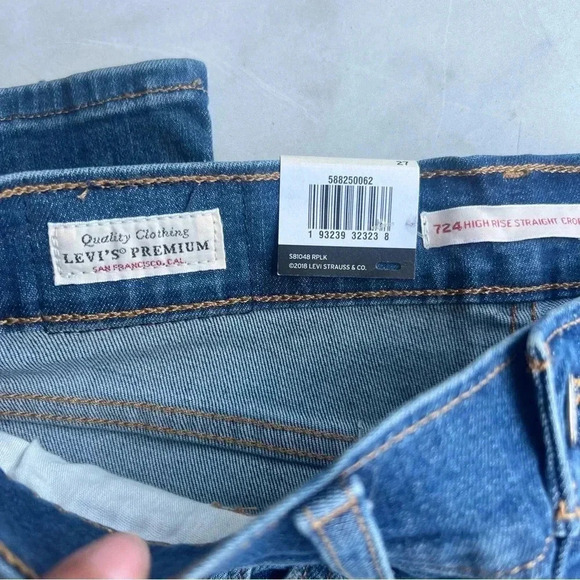 Quality Clothing
LEVI'S® PREMIUM
SAN FRANCISCO, CAL.
27
588250062
1 93239 32323 8
S8104B RPLK
©2018 LEVI STRAUSS & CO.
724 HIGH RISE STRAIGHT CROP